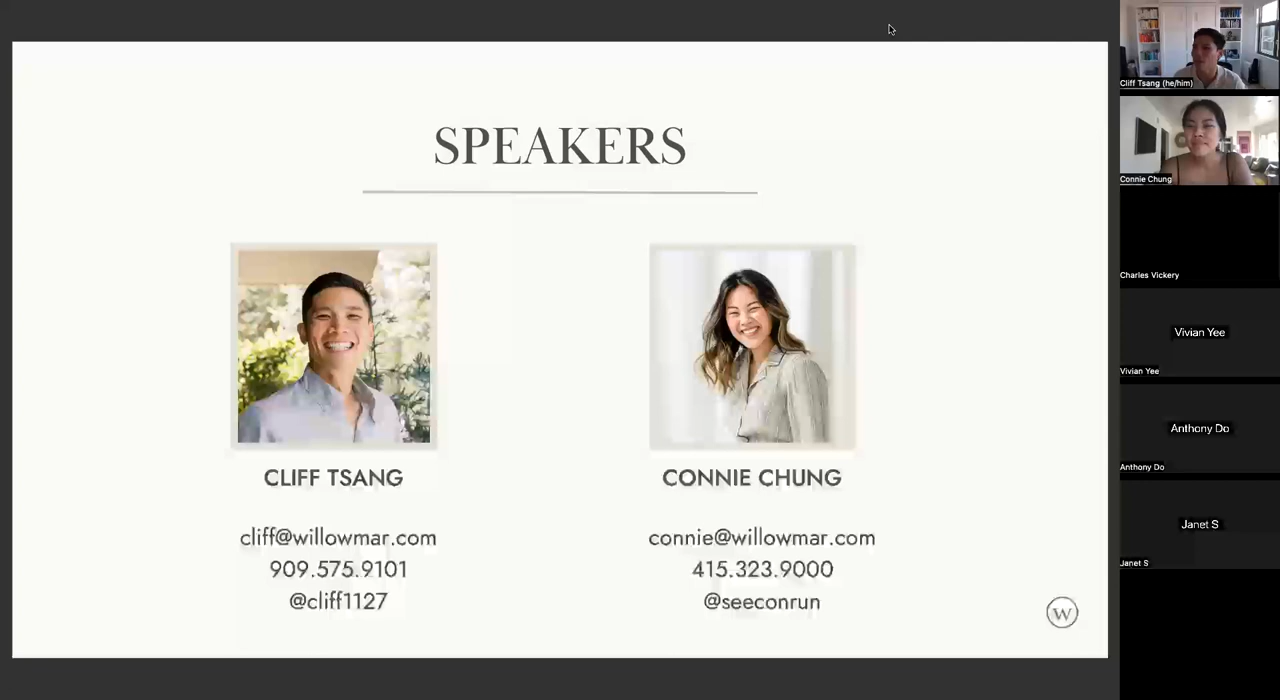 SPEAKERS
CLIFF TSANG
cliff@willowmar.com
909.575.9101
@cliff1127
CONNIE CHUNG
connie@willowmar.com
415.323.9000
@seeconrun
W
Cliff Tsang (he/him)
Connie Chung
Charles Vickery
Vivian Yee
Vivian Yee
Anthony Do
Anthony Do
Janet S
Janet S